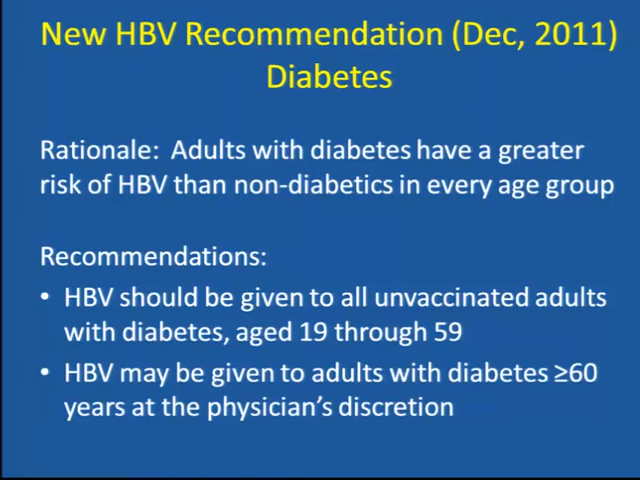 New HBV Recommendation (Dec, 2011)
Diabetes
Rationale:  Adults with diabetes have a greater
risk of HBV than non-diabetics in every age group
Recommendations:
• HBV should be given to all unvaccinated adults
with diabetes, aged 19 through 59
• HBV may be given to adults with diabetes ≥60
years at the physician’s discretion